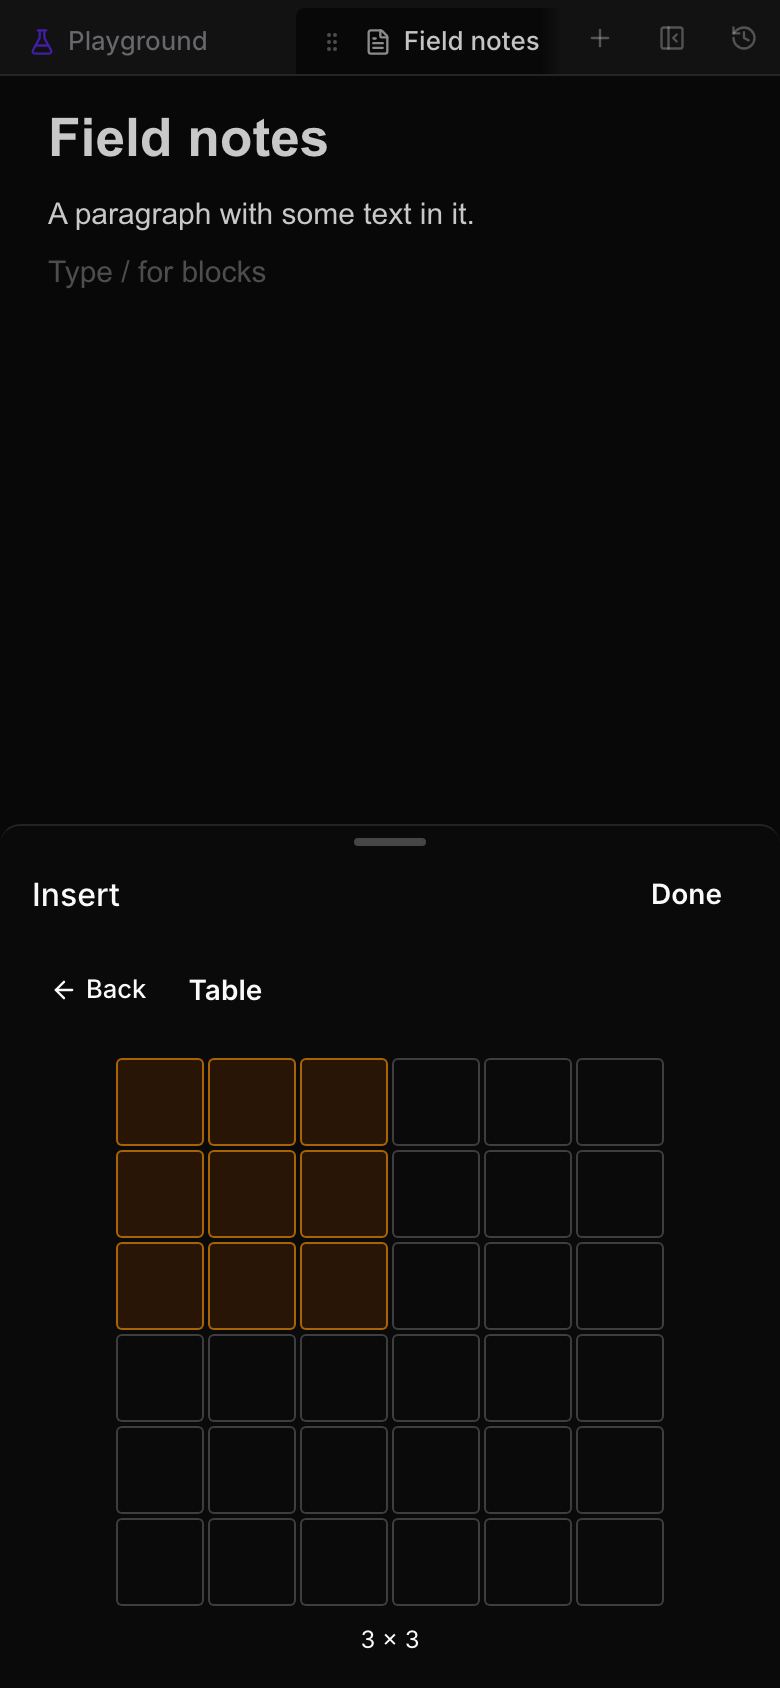 Playground
Field notes
Field notes
A paragraph with some text in it.
Type / for blocks
Insert
Done
Back
Table
3 × 3